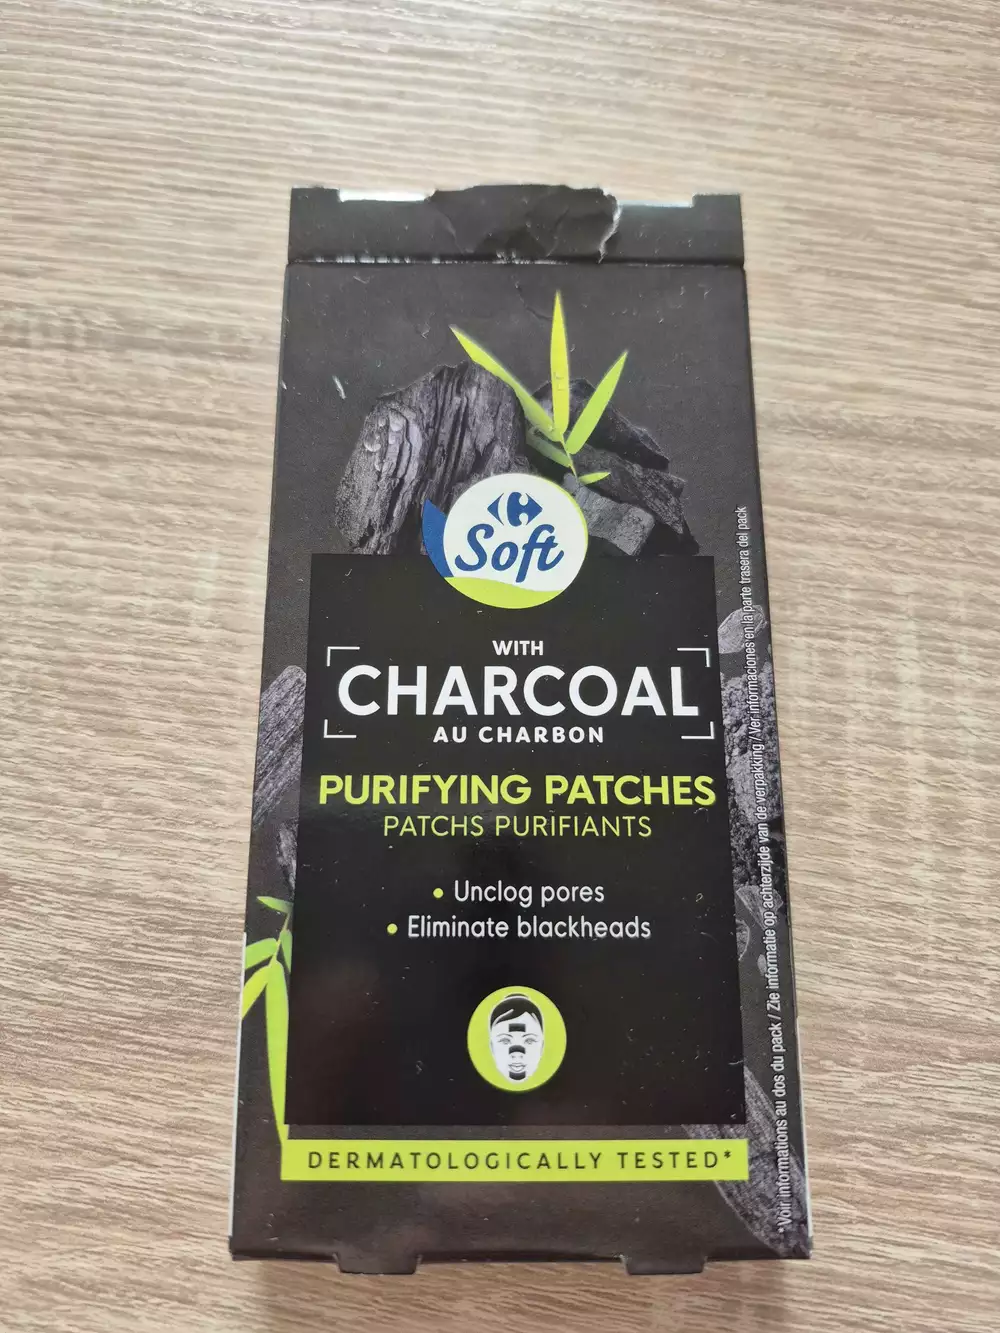 Soft
WITH
CHARCOAL
AU CHARBON
PURIFYING PATCHES
PATCHS PURIFIANTS
• Unclog pores
• Eliminate blackheads
DERMATOLOGICALLY TESTED*
*Voir informations au dos du pack / Zie informatie op achterzijde van de verpakking / Ver informaciones en la parte trasera del pack